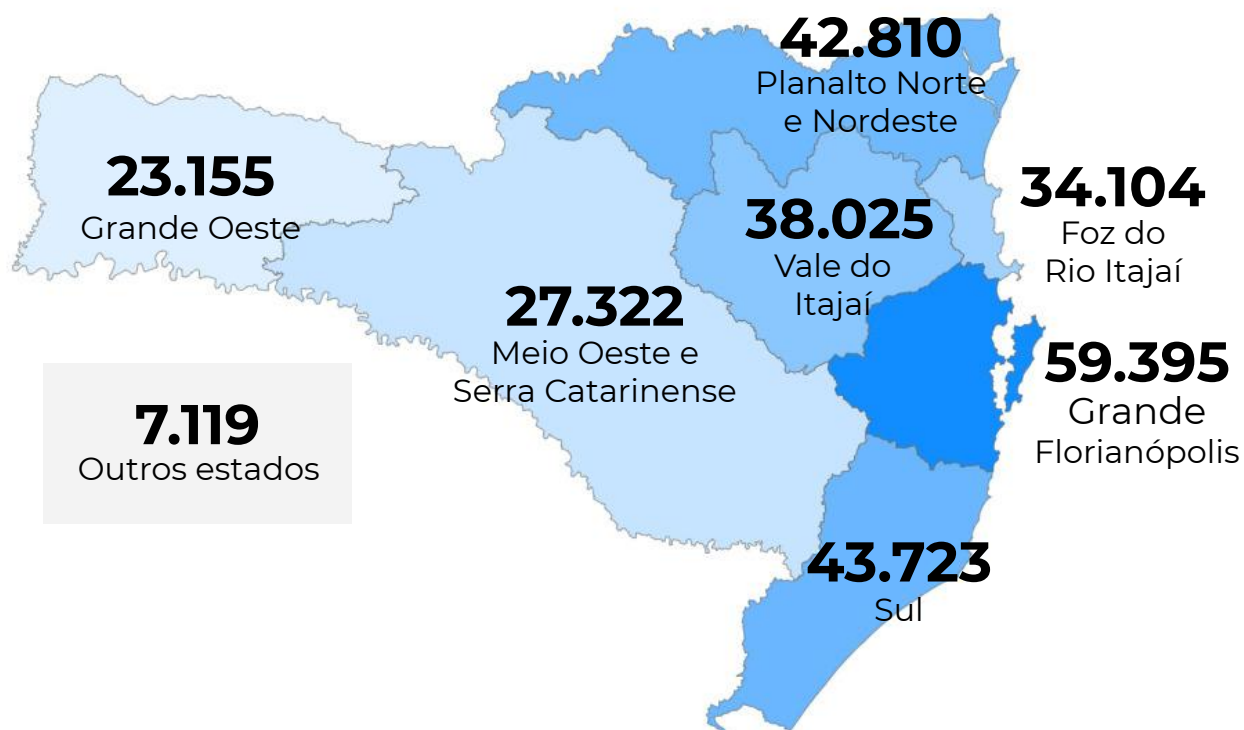 42.810
Planalto Norte
e Nordeste
23.155
Grande Oeste
34.104
Foz do
Rio Itajaí
38.025
Vale do
Itajaí
27.322
Meio Oeste e
Serra Catarinense
59.395
Grande
Florianópolis
7.119
Outros estados
43.723
Sul